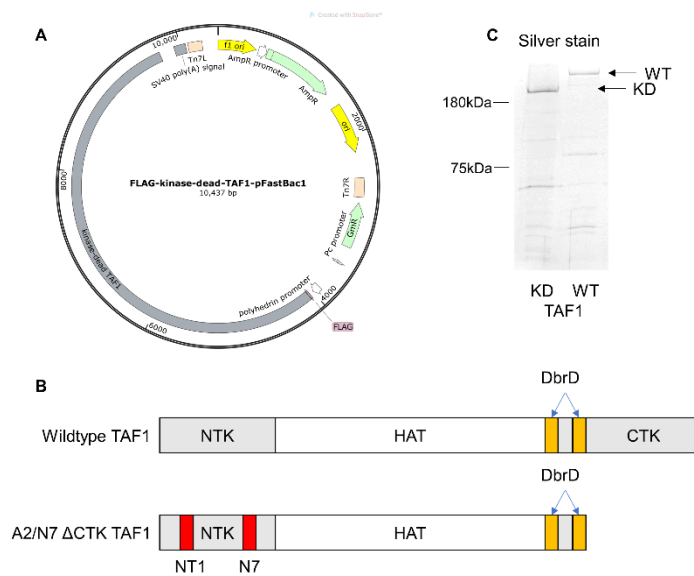 Created with SnapGene®
A
10,000
Tn7L
SV40 poly(A) signal
f1 ori
AmpR promoter
AmpR
2000
ori
Tn7R
GmR
Pc promoter
4000
polyhedrin promoter
FLAG
6000
kinase-dead TAF1
8000
FLAG-kinase-dead-TAF1-pFastBac1
10,437 bp
C
Silver stain
WT
KD
180kDa
75kDa
KD WT
TAF1
B
DbrD
Wildtype TAF1 NTK HAT CTK
DbrD
A2/N7 ΔCTK TAF1 NTK HAT
NT1 N7